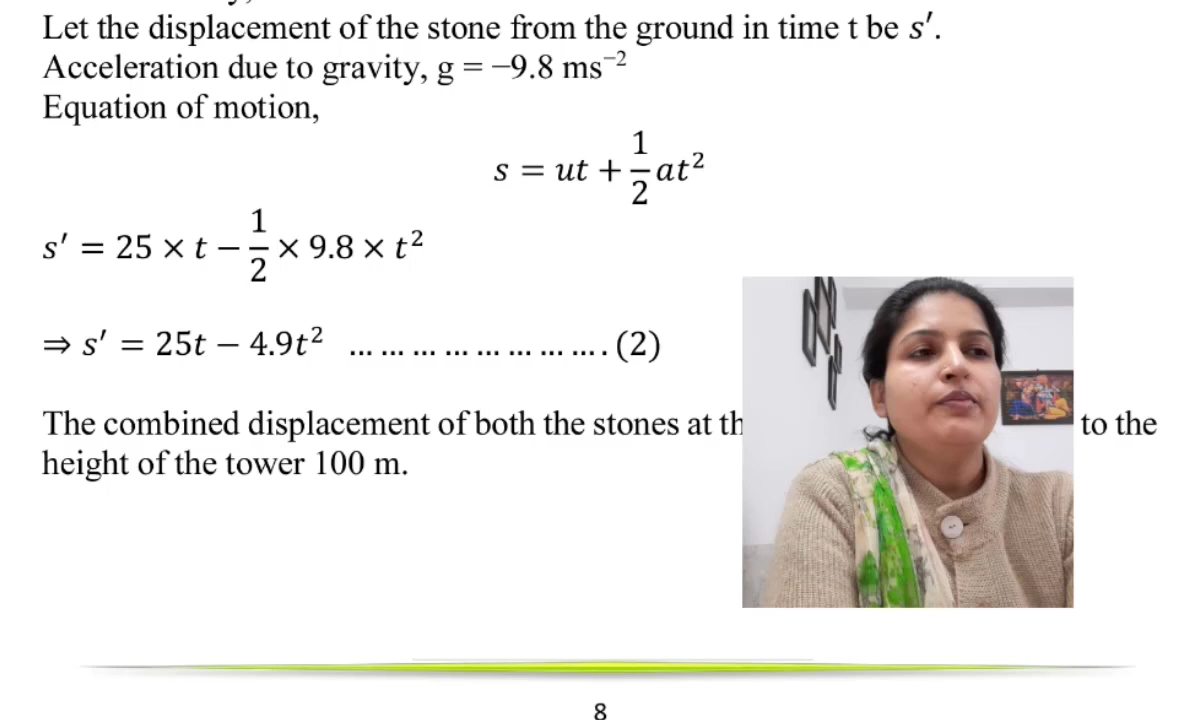 Let the displacement of the stone from the ground in time t be s′.
Acceleration due to gravity, g = −9.8 ms⁻²
Equation of motion,
s = ut + 1/2 at²
s′ = 25 × t − 1/2 × 9.8 × t²
⇒ s′ = 25t − 4.9t² … … … … … … … … . (2)
The combined displacement of both the stones at to the
height of the tower 100 m.
8